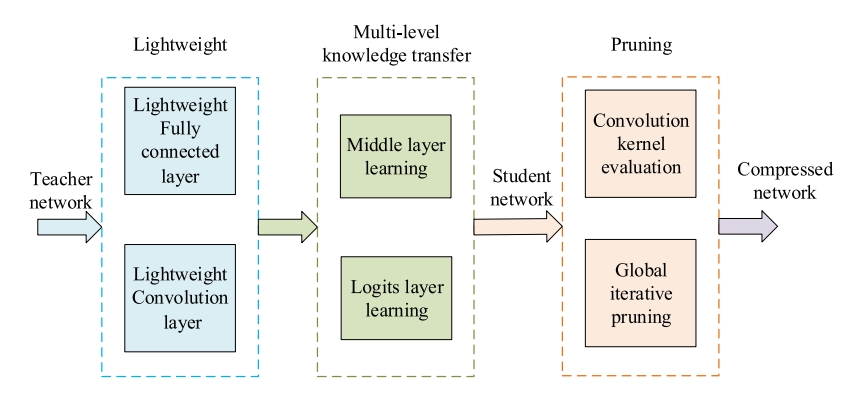 Lightweight
Multi-level
knowledge transfer
Pruning
Teacher
network
Lightweight
Fully
connected
layer
Lightweight
Convolution
layer
Middle layer
learning
Logits layer
learning
Student
network
Convolution
kernel
evaluation
Global
iterative
pruning
Compressed
network